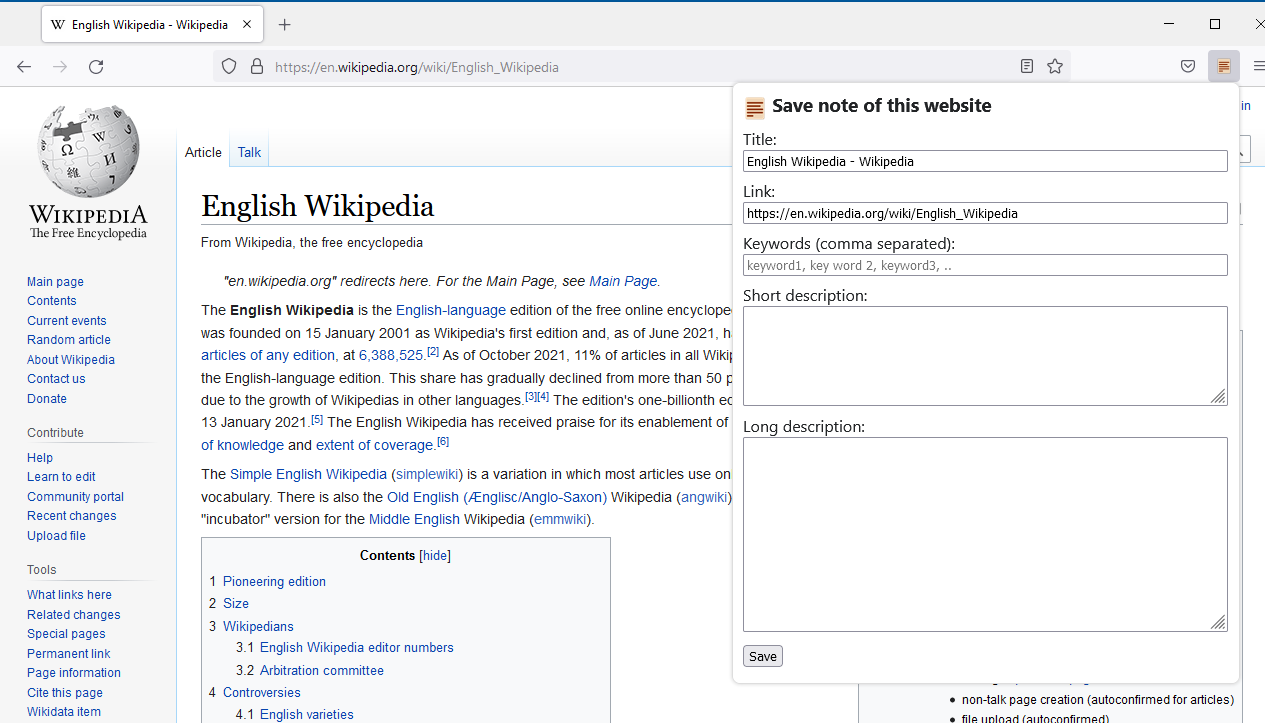 English Wikipedia - Wikipedia
https://en.wikipedia.org/wiki/English_Wikipedia
in
WIKIPEDIA
The Free Encyclopedia
Main page
Contents
Current events
Random article
About Wikipedia
Contact us
Donate
Contribute
Help
Learn to edit
Community portal
Recent changes
Upload file
Tools
What links here
Related changes
Special pages
Permanent link
Page information
Cite this page
Wikidata item
Article Talk
English Wikipedia
From Wikipedia, the free encyclopedia
"en.wikipedia.org" redirects here. For the Main Page, see Main Page.
The English Wikipedia is the English-language edition of the free online encyclope
was founded on 15 January 2001 as Wikipedia's first edition and, as of June 2021, h
articles of any edition, at 6,388,525.[2] As of October 2021, 11% of articles in all Wiki
the English-language edition. This share has gradually declined from more than 50 p
due to the growth of Wikipedias in other languages.[3][4] The edition's one-billionth e
13 January 2021.[5] The English Wikipedia has received praise for its enablement of
of knowledge and extent of coverage.[6]
The Simple English Wikipedia (simplewiki) is a variation in which most articles use on
vocabulary. There is also the Old English (Ænglisc/Anglo-Saxon) Wikipedia (angwiki)
"incubator" version for the Middle English Wikipedia (emmwiki).
Contents [hide]
1 Pioneering edition
2 Size
3 Wikipedians
3.1 English Wikipedia editor numbers
3.2 Arbitration committee
4 Controversies
4.1 English varieties
Save note of this website
Title:
English Wikipedia - Wikipedia
Link:
https://en.wikipedia.org/wiki/English_Wikipedia
Keywords (comma separated):
keyword1, key word 2, keyword3, ..
Short description:
Long description:
Save
non-talk page creation (autoconfirmed for articles)
file upload (autoconfirmed)